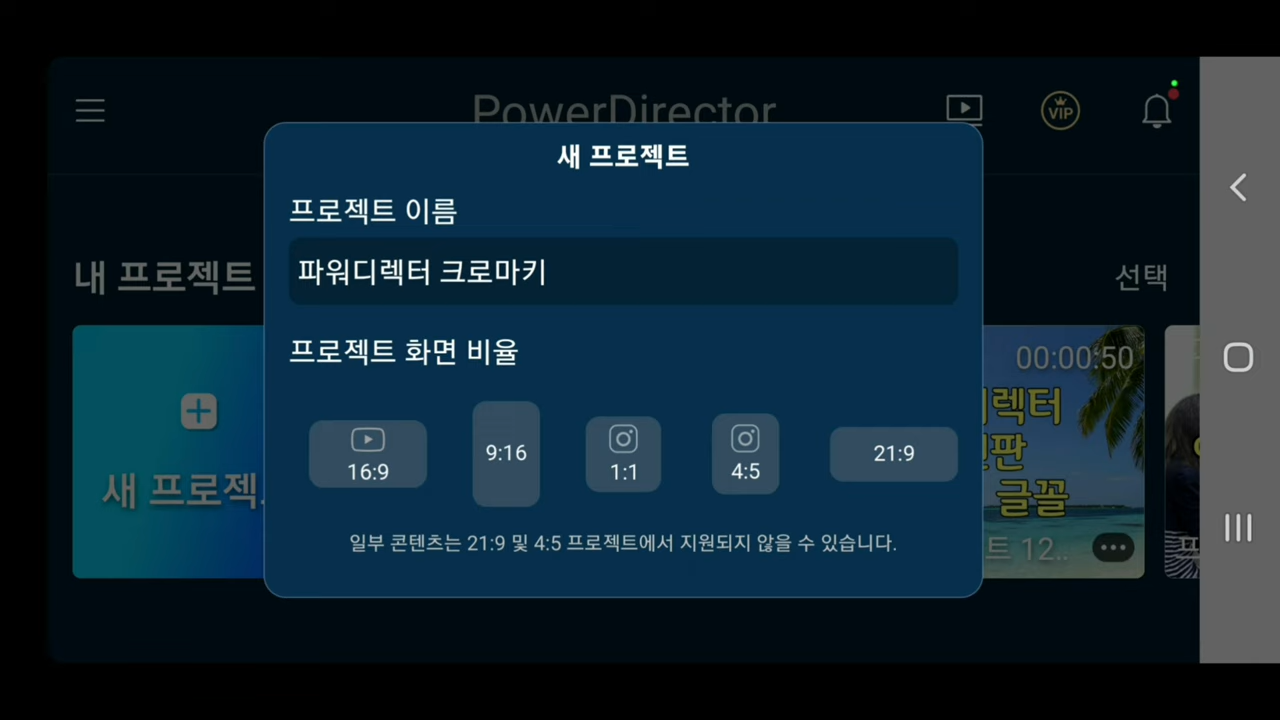 PowerDirector
VIP
새 프로젝트
프로젝트 이름
파워디렉터 크로마키
내 프로젝트
선택
프로젝트 화면 비율
00:00:50
렉터
글꼴
새 프로젝
16:9
9:16
1:1
4:5
21:9
트 12..
일부 콘텐츠는 21:9 및 4:5 프로젝트에서 지원되지 않을 수 있습니다.